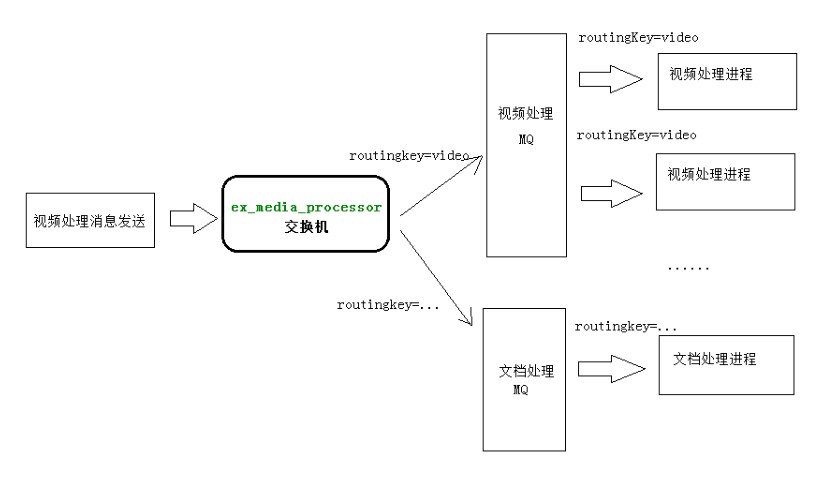 视频处理消息发送
ex_media_processor
交换机
routingkey=video
routingkey=...
视频处理
MQ
routingKey=video
视频处理进程
routingKey=video
视频处理进程
......
文档处理
MQ
routingkey=...
文档处理进程